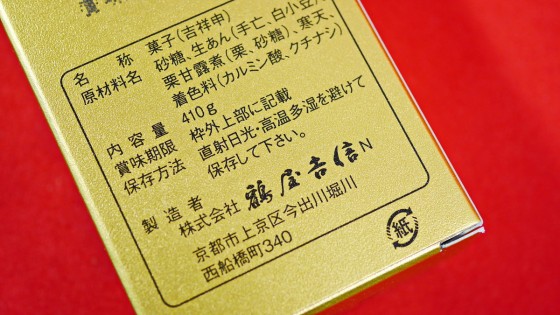 名称 菓子(吉祥申)
原材料名 砂糖、生あん(手亡、白小豆)、
栗甘露煮(栗、砂糖)、寒天、
着色料(カルミン酸、クチナシ)
内容量 410g
賞味期限 枠外上部に記載
保存方法 直射日光・高温多湿を避けて
保存して下さい。
製造者 株式会社 鶴屋吉信N
京都市上京区今出川堀川
西船橋町340
紙